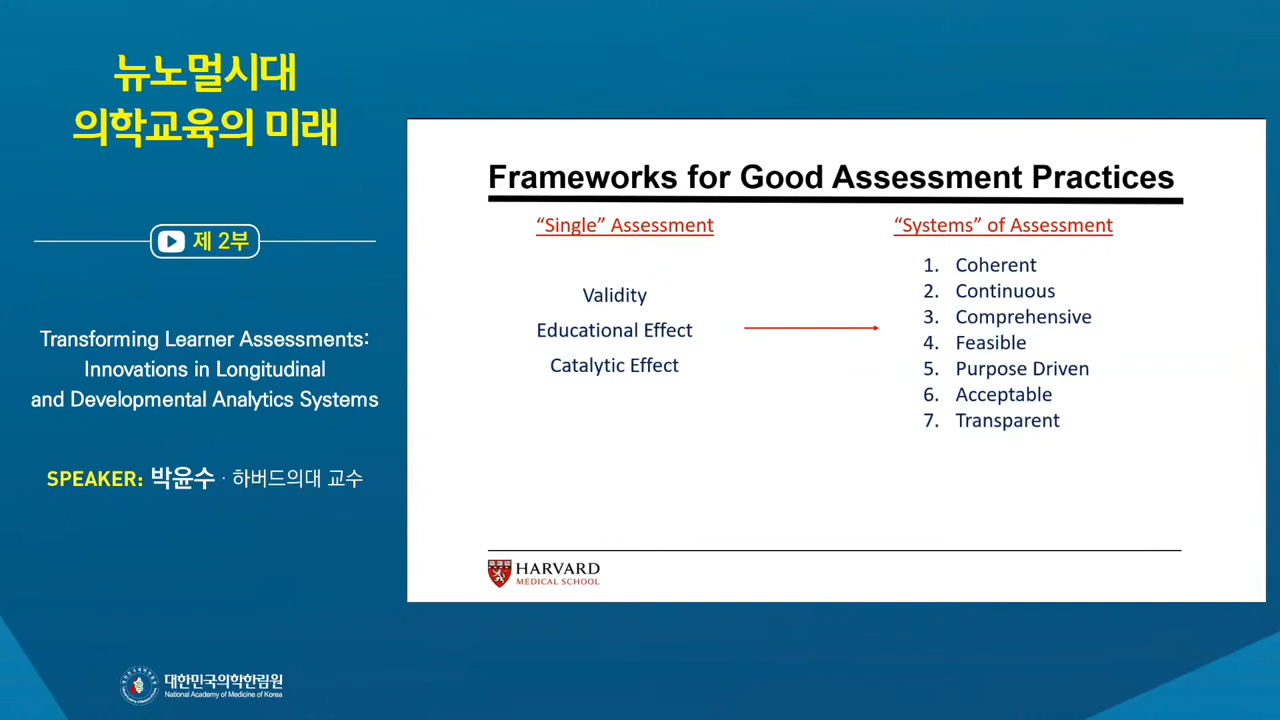 뉴노멀시대
의학교육의 미래
제 2부
Transforming Learner Assessments:
Innovations in Longitudinal
and Developmental Analytics Systems
SPEAKER: 박윤수 · 하버드의대 교수
대한민국의학한림원
National Academy of Medicine of Korea
Frameworks for Good Assessment Practices
“Single” Assessment
Validity
Educational Effect
Catalytic Effect
“Systems” of Assessment
1. Coherent
2. Continuous
3. Comprehensive
4. Feasible
5. Purpose Driven
6. Acceptable
7. Transparent
HARVARD
MEDICAL SCHOOL